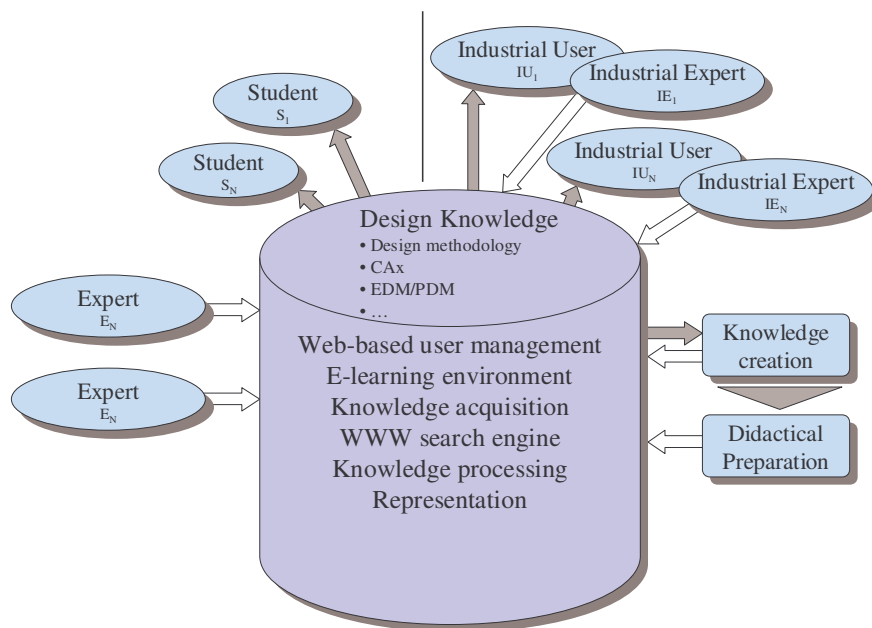 Industrial User
IU1
Industrial Expert
IE1
Student
S1
Student
SN
Industrial User
IUN
Industrial Expert
IEN
Design Knowledge
• Design methodology
• CAx
• EDM/PDM
• …
Expert
EN
Expert
EN
Web-based user management
E-learning environment
Knowledge acquisition
WWW search engine
Knowledge processing
Representation
Knowledge
creation
Didactical
Preparation